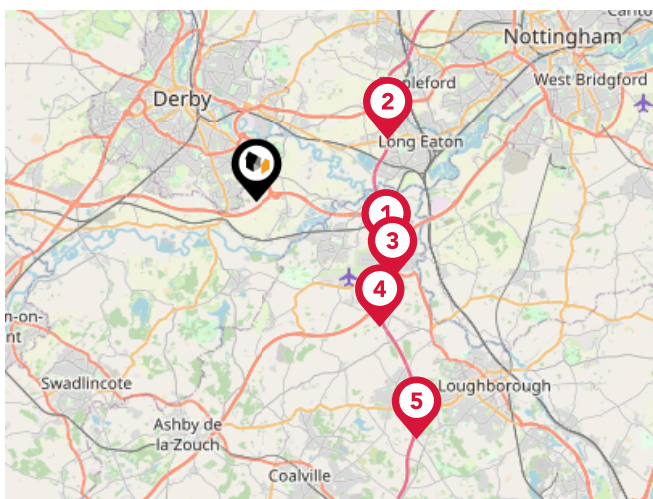 Nottingham
pleford
West Bridgford
Derby
2
Long Eaton
1
3
4
n-on-
nt
Swadlincote
5
Loughborough
Ashby de
la-Zouch
Coalville